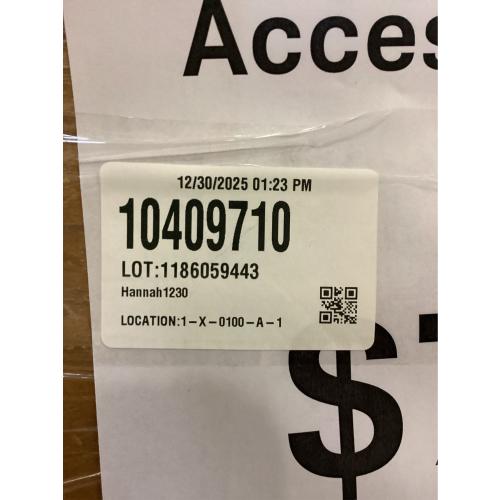 Acces
12/30/2025 01:23 PM
10409710
LOT:1186059443
Hannah1230
LOCATION:1-X-0100-A-1
$